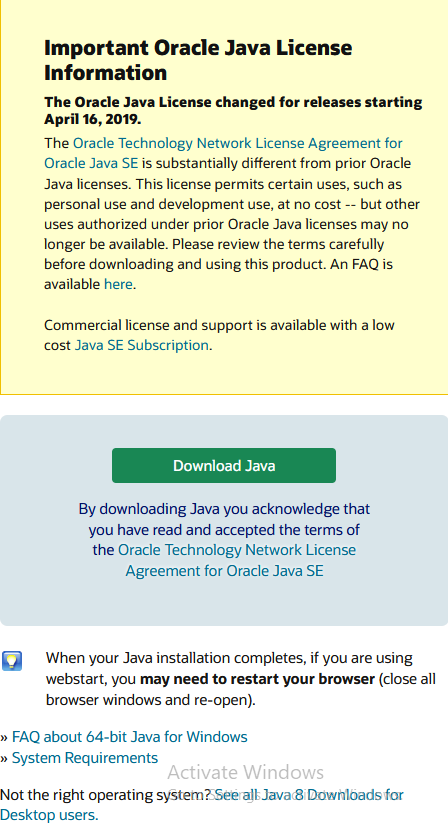 Important Oracle Java License
Information
The Oracle Java License changed for releases starting
April 16, 2019.
The Oracle Technology Network License Agreement for
Oracle Java SE is substantially different from prior Oracle
Java licenses. This license permits certain uses, such as
personal use and development use, at no cost -- but other
uses authorized under prior Oracle Java licenses may no
longer be available. Please review the terms carefully
before downloading and using this product. An FAQ is
available here.
Commercial license and support is available with a low
cost Java SE Subscription.
Download Java
By downloading Java you acknowledge that
you have read and accepted the terms of
the Oracle Technology Network License
Agreement for Oracle Java SE
When your Java installation completes, if you are using
webstart, you may need to restart your browser (close all
browser windows and re-open).
» FAQ about 64-bit Java for Windows
» System Requirements
Activate Windows
Not the right operating system? See all Java 8 Downloads for
Desktop users.